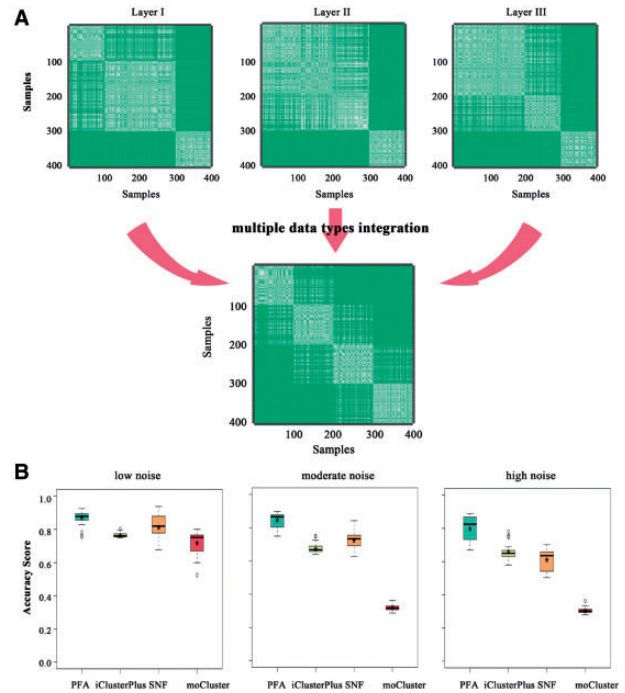 A
Layer I Layer II Layer III
Samples
100
200
300
400
100 200 300 400
100
200
300
400
100 200 300 400
100
200
300
400
100 200 300 400
Samples Samples Samples
multiple data types integration
Samples
100
200
300
400
100 200 300 400
Samples
B
low noise moderate noise high noise
Accuracy Score
1.0
0.8
0.6
0.4
0.2
0.0
PFA iClusterPlus SNF moCluster
PFA iClusterPlus SNF moCluster
PFA iClusterPlus SNF moCluster